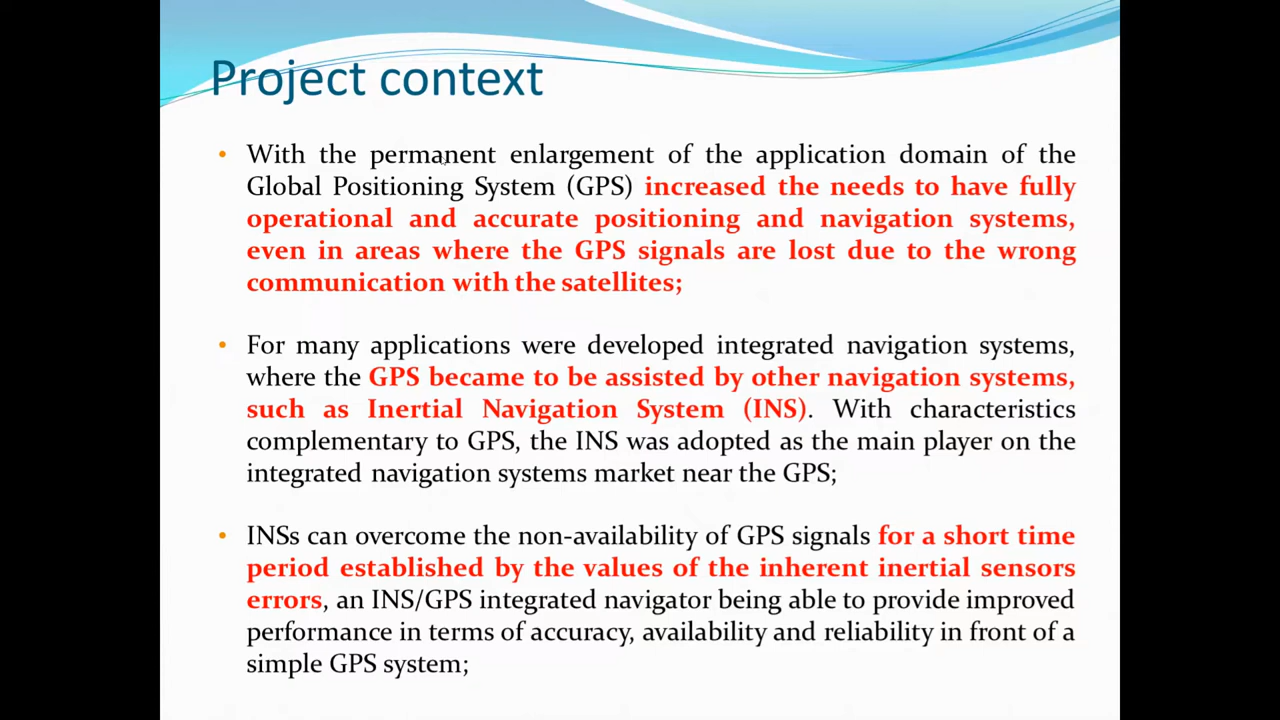 Project context
• With the permanent enlargement of the application domain of the
Global Positioning System (GPS) increased the needs to have fully
operational and accurate positioning and navigation systems,
even in areas where the GPS signals are lost due to the wrong
communication with the satellites;
• For many applications were developed integrated navigation systems,
where the GPS became to be assisted by other navigation systems,
such as Inertial Navigation System (INS). With characteristics
complementary to GPS, the INS was adopted as the main player on the
integrated navigation systems market near the GPS;
• INSs can overcome the non-availability of GPS signals for a short time
period established by the values of the inherent inertial sensors
errors, an INS/GPS integrated navigator being able to provide improved
performance in terms of accuracy, availability and reliability in front of a
simple GPS system;